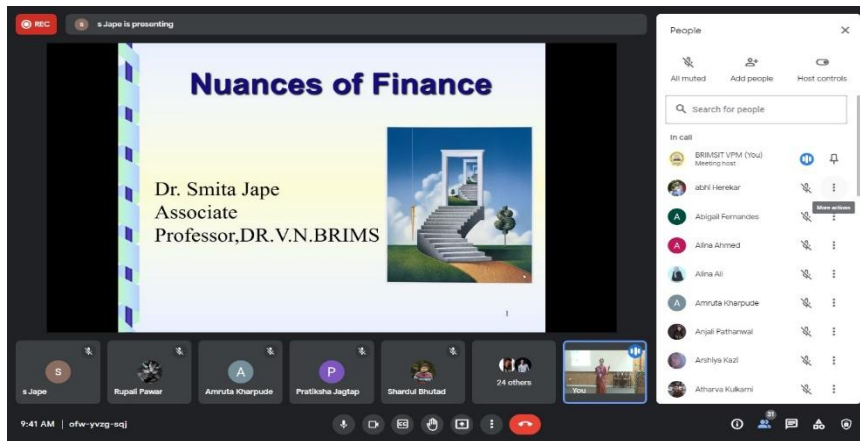 REC
s
s Jape is presenting
Nuances of Finance
Dr. Smita Jape
Associate
Professor,DR.V.N.BRIMS
1
s
s Jape
Rupali Pawar
A
Amruta Kharpude
P
Pratiksha Jagtap
Shardul Bhutad
24 others
You
9:41 AM | ofw-yvzg-sqj
CC
People
All muted
Add people
Host controls
Search for people
In call
BRIMSIT VPM (You)
Meeting host
abhi Herekar
More actions
A
Abigail Fernandes
A
Alina Ahmed
Alina Ali
A
Amruta Kharpude
Anjali Pathanwal
Arshiya Kazi
Atharva Kulkarni
31